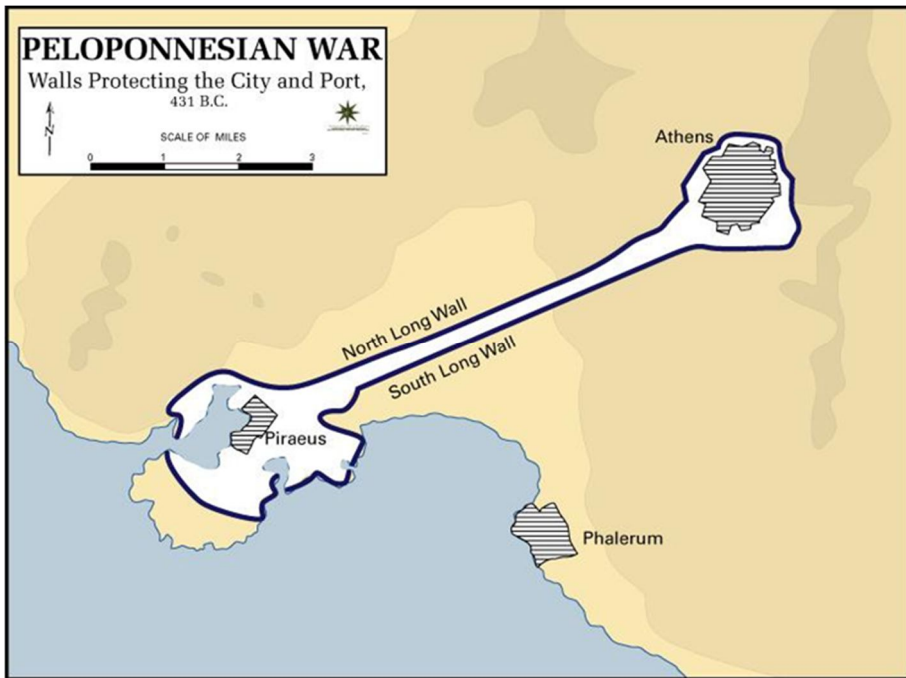 PELOPONNESIAN WAR
Walls Protecting the City and Port,
431 B.C.
N
SCALE OF MILES
0 1 2 3
Athens
North Long Wall
South Long Wall
Piraeus
Phalerum